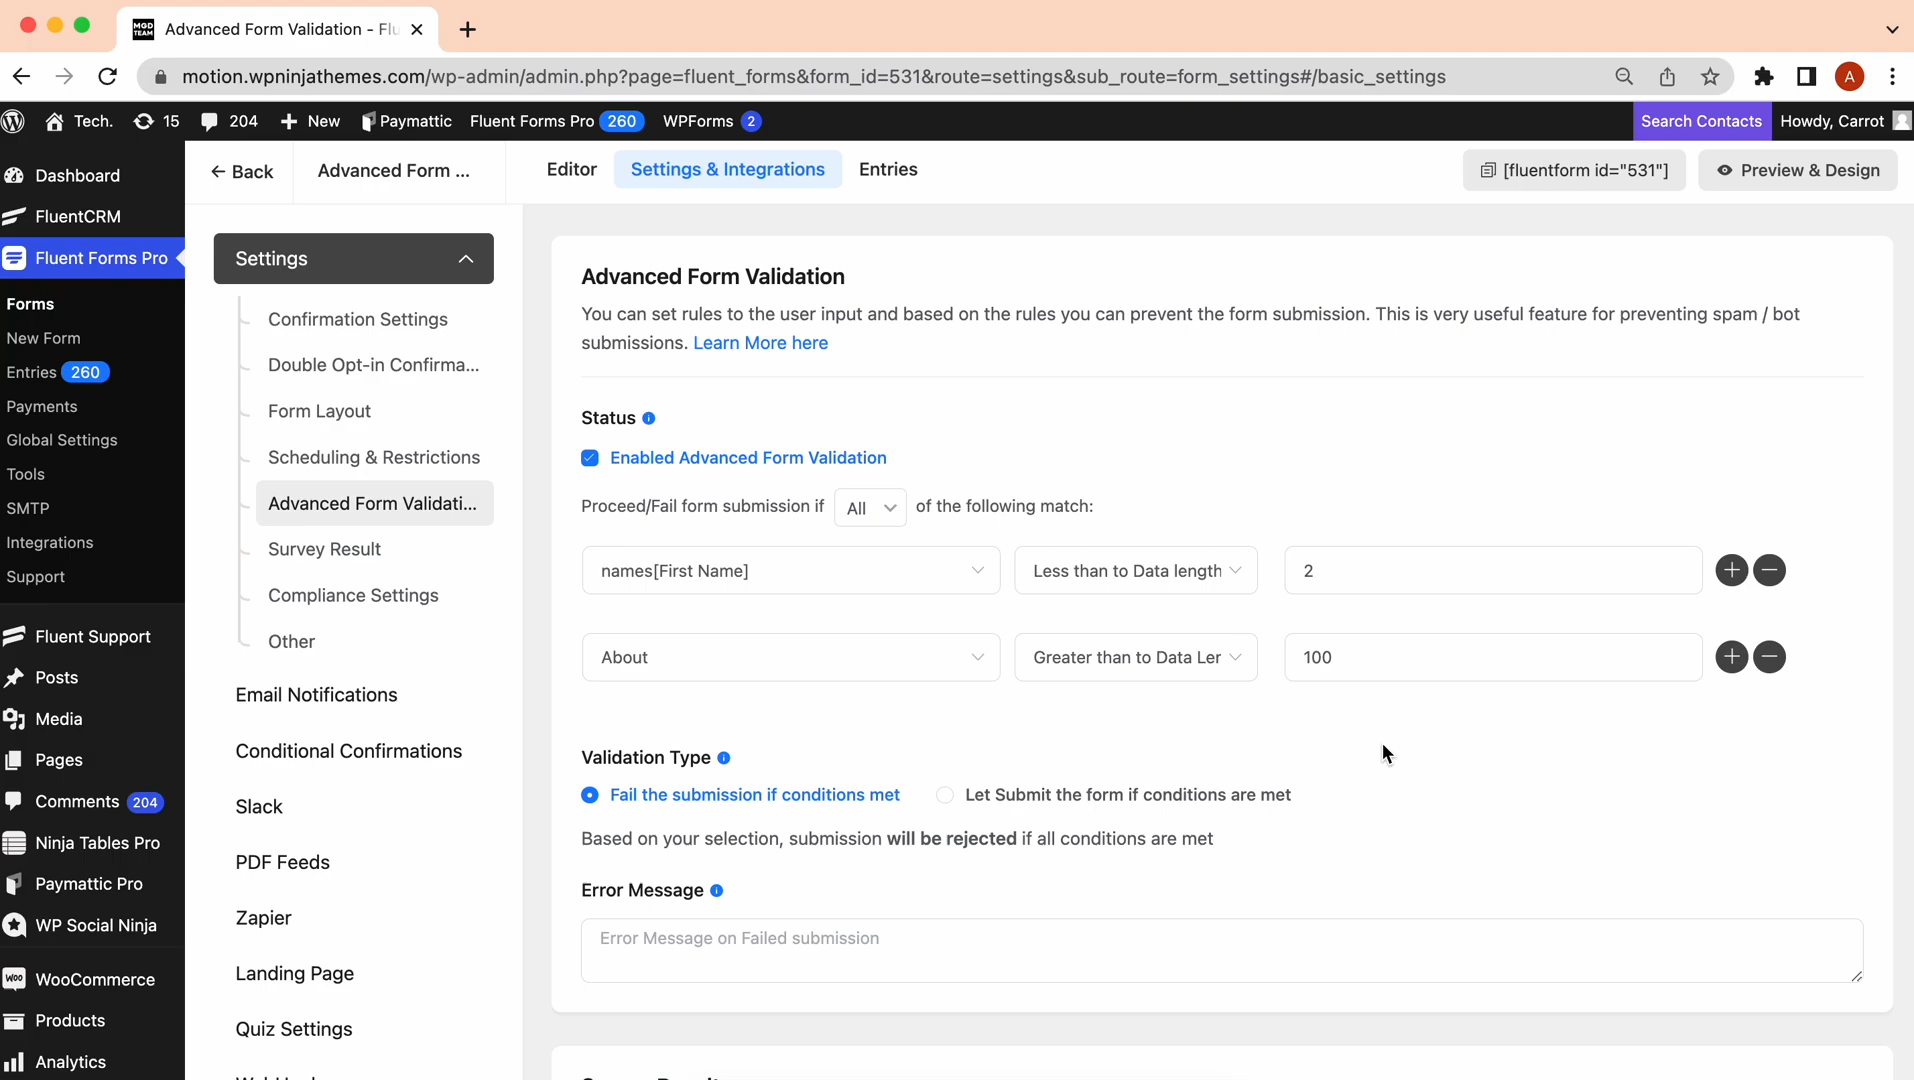 MGD
TEAM
Advanced Form Validation - Flu
motion.wpninjathemes.com/wp-admin/admin.php?page=fluent_forms&form_id=531&route=settings&sub_route=form_settings#/basic_settings
A
Tech. 15 204 New Paymattic Fluent Forms Pro 260 WPForms 2
Search Contacts Howdy, Carrot
Dashboard
FluentCRM
Fluent Forms Pro
Forms
New Form
Entries 260
Payments
Global Settings
Tools
SMTP
Integrations
Support
Fluent Support
Posts
Media
Pages
Comments 204
Ninja Tables Pro
Paymattic Pro
WP Social Ninja
WooCommerce
Products
Analytics
Back
Advanced Form ...
Editor
Settings & Integrations
Entries
[fluentform id="531"]
Preview & Design
Settings
Confirmation Settings
Double Opt-in Confirma...
Form Layout
Scheduling & Restrictions
Advanced Form Validati...
Survey Result
Compliance Settings
Other
Email Notifications
Conditional Confirmations
Slack
PDF Feeds
Zapier
Landing Page
Quiz Settings
Advanced Form Validation
You can set rules to the user input and based on the rules you can prevent the form submission. This is very useful feature for preventing spam / bot
submissions. Learn More here
Status
Enabled Advanced Form Validation
Proceed/Fail form submission if All of the following match:
names[First Name] Less than to Data length 2
About Greater than to Data Ler 100
Validation Type
Fail the submission if conditions met Let Submit the form if conditions are met
Based on your selection, submission will be rejected if all conditions are met
Error Message
Error Message on Failed submission